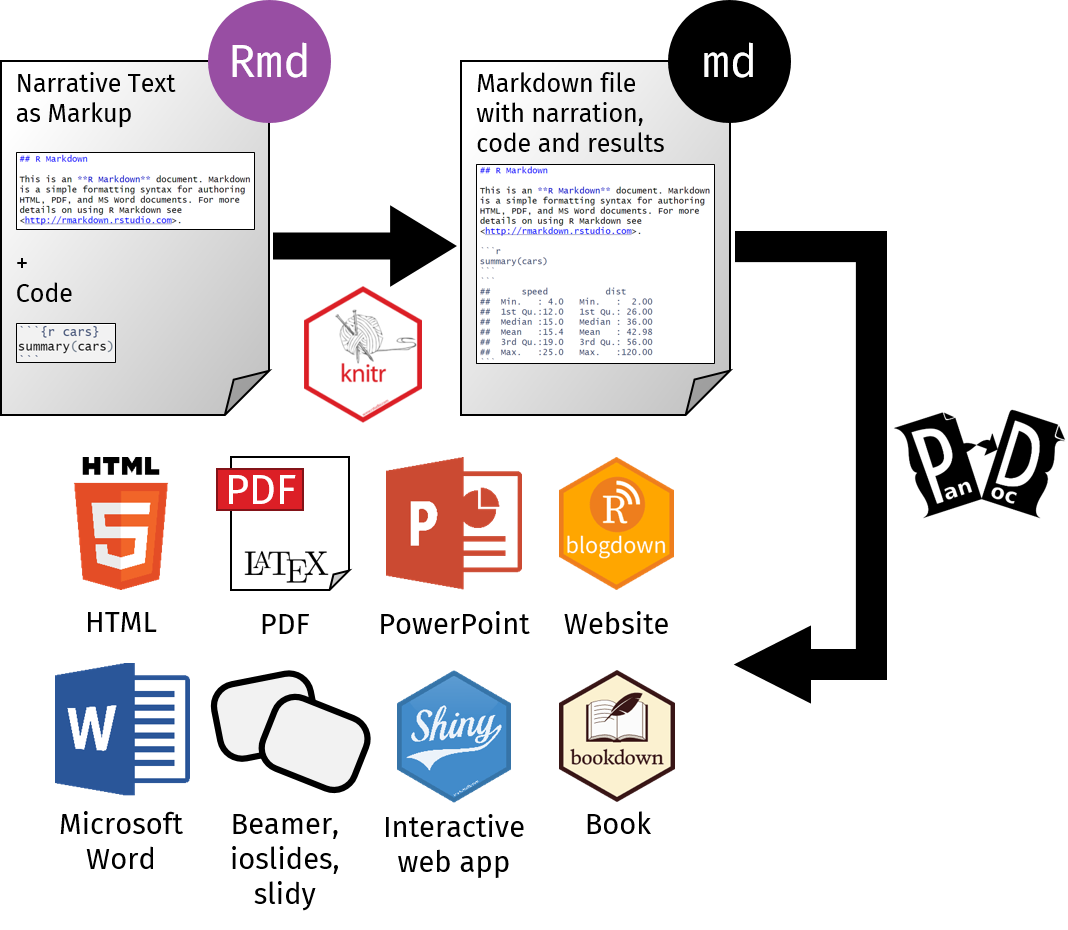 Rmd
Narrative Text
as Markup
## R Markdown
This is an **R Markdown** document. Markdown
is a simple formatting syntax for authoring
HTML, PDF, and MS Word documents. For more
details on using R Markdown see
<http://rmarkdown.rstudio.com>.
+
Code
```{r cars}
summary(cars)
```
knitr
md
Markdown file
with narration,
code and results
## R Markdown
This is an **R Markdown** document. Markdown
is a simple formatting syntax for authoring
HTML, PDF, and MS Word documents. For more
details on using R Markdown see
<http://rmarkdown.rstudio.com>.
```r
summary(cars)
```
```
##      speed           dist
##  Min.   : 4.0   Min.   :  2.00
##  1st Qu.:12.0   1st Qu.: 26.00
##  Median :15.0   Median : 36.00
##  Mean   :15.4   Mean   : 42.98
##  3rd Qu.:19.0   3rd Qu.: 56.00
##  Max.   :25.0   Max.   :120.00
```
Pan Doc
HTML
5
HTML
PDF
LATEX
PDF
P
PowerPoint
R
blogdown
Website
W
Microsoft
Word
Beamer,
ioslides,
slidy
Shiny
Interactive
web app
bookdown
Book